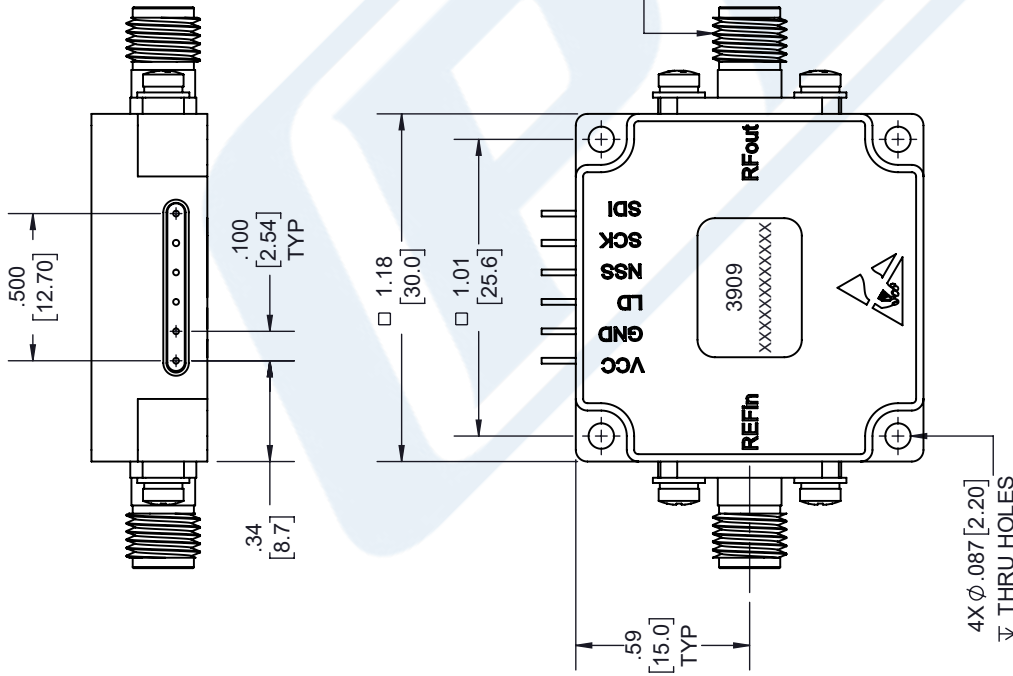 .500
[12.70]
.100
[2.54]
TYP
.34
[8.7]
□ 1.18
[30.0]
□ 1.01
[25.6]
RFout
SDI
SCK
NSS
LD
GND
VCC
3909
XXXXXXXXXXXXX
REFin
.59
[15.0]
TYP
4X ⌀.087 [2.20]
↧ THRU HOLES